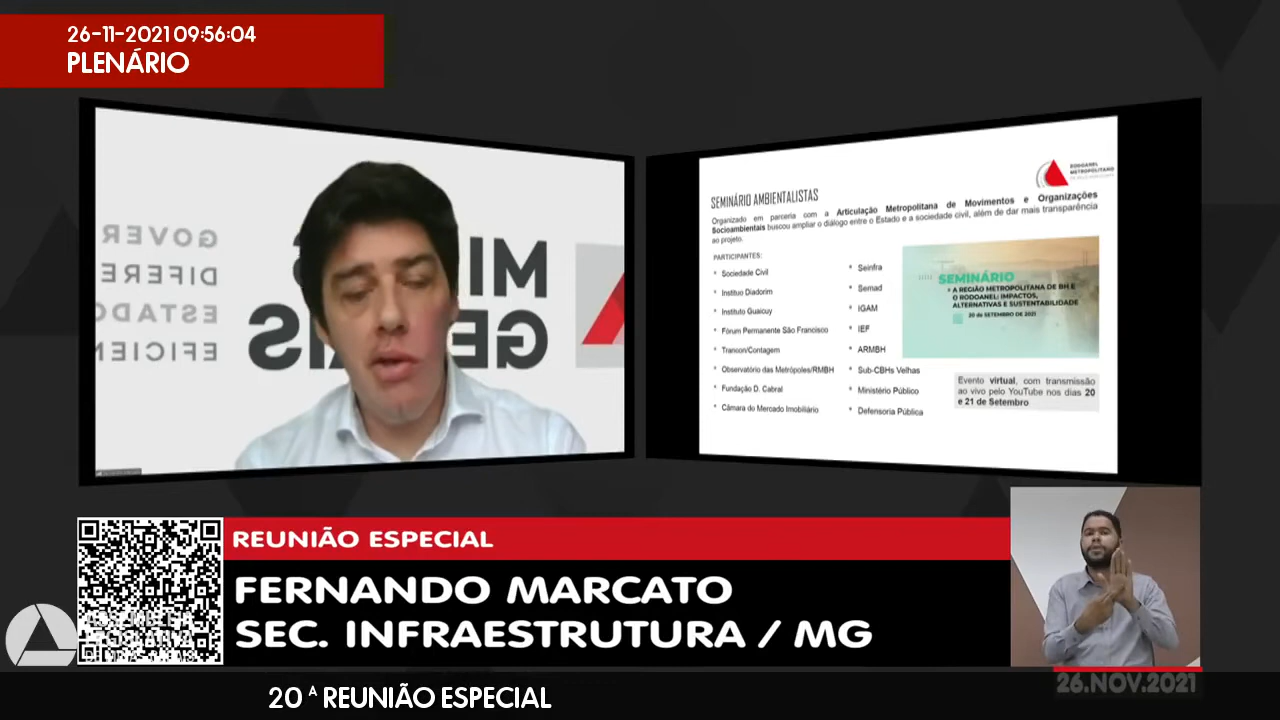 26-11-2021 09:56:04
PLENÁRIO
GOVER
DIFERE
ESTADO
EFICIEN
MI
GE AIS
RODOANEL
METROPOLITANO
SEMINÁRIO AMBIENTALISTAS
Organizado em parceria com a Articulação Metropolitana de Movimentos e Organizações
Socioambientais buscou ampliar o diálogo entre o Estado e a sociedade civil, além de dar mais transparência
ao projeto.
PARTICIPANTES:
* Sociedade Civil
* Instituo Diadorim
* Instituto Guaicuy
* Fórum Permanente São Francisco
* Trancon/Contagem
* Observatório das Metrópoles/RMBH
* Fundação D. Cabral
* Câmara do Mercado Imobiliário
* Seinfra
* Semad
* IGAM
* IEF
* ARMBH
* Sub-CBHs Velhas
* Ministério Público
* Defensoria Pública
SEMINÁRIO
A REGIÃO METROPOLITANA DE BH E
O RODOANEL: IMPACTOS,
ALTERNATIVAS E SUSTENTABILIDADE
20 de SETEMBRO DE 2021
Evento virtual, com transmissão
ao vivo pelo YouTube nos dias 20
e 21 de Setembro
REUNIÃO ESPECIAL
FERNANDO MARCATO
SEC. INFRAESTRUTURA / MG
ASSEMBLEIA
LEGISLATIVA
DE MINAS GERAIS
26.NOV.2021
20 ª REUNIÃO ESPECIAL